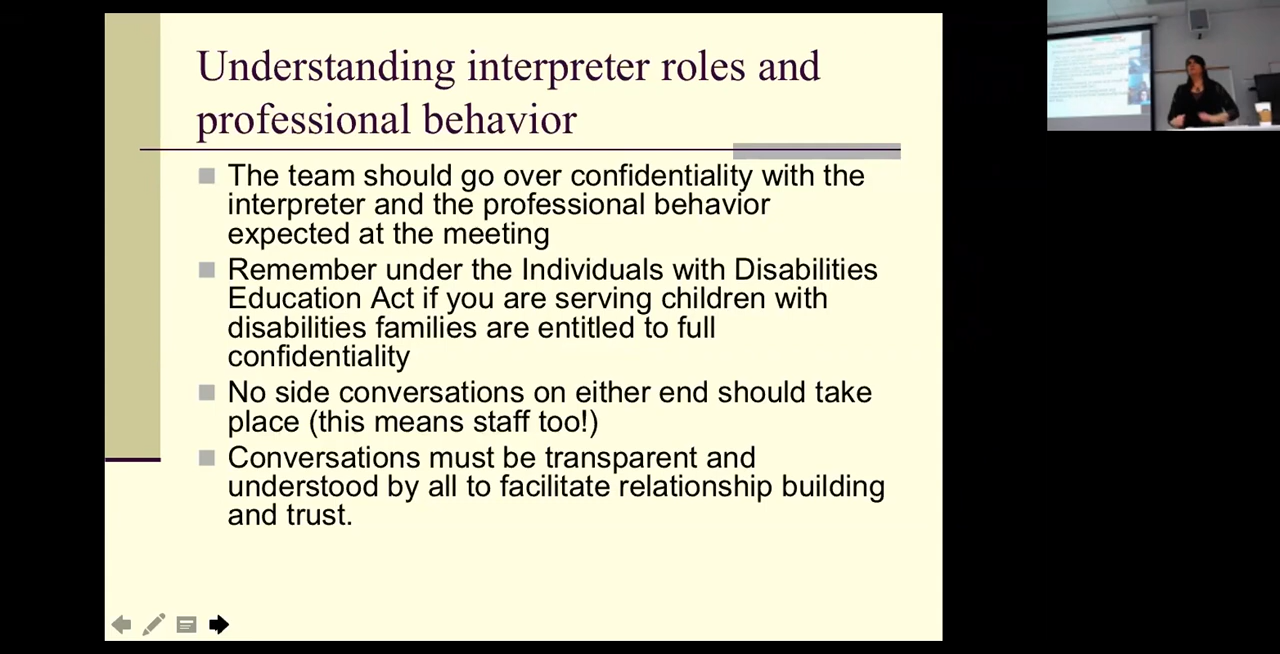 Understanding interpreter roles and
professional behavior
The team should go over confidentiality with the
interpreter and the professional behavior
expected at the meeting
Remember under the Individuals with Disabilities
Education Act if you are serving children with
disabilities families are entitled to full
confidentiality
No side conversations on either end should take
place (this means staff too!)
Conversations must be transparent and
understood by all to facilitate relationship building
and trust.